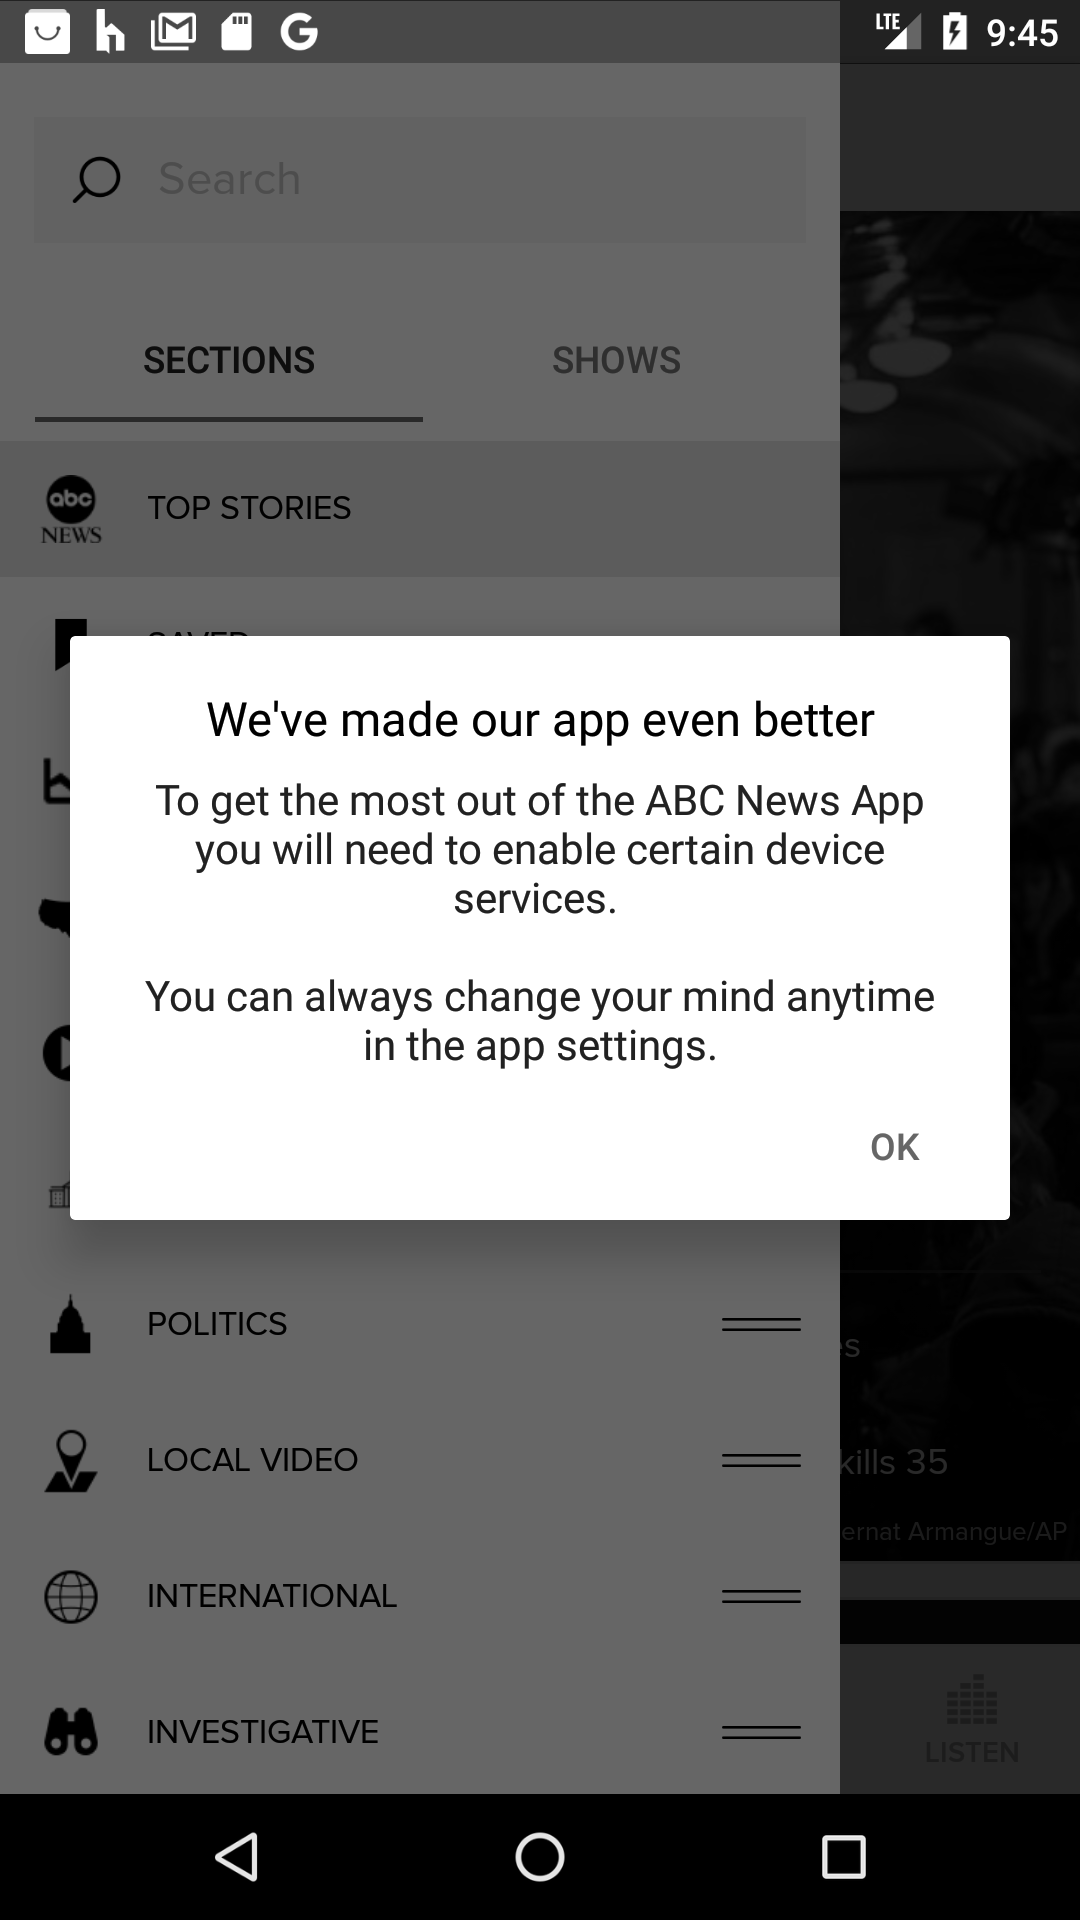 LTE 9:45
Search
SECTIONS SHOWS
abc NEWS TOP STORIES
SAVED
We've made our app even better
To get the most out of the ABC News App
you will need to enable certain device
services.
You can always change your mind anytime
in the app settings.
OK
POLITICS
es
LOCAL VIDEO
kills 35
ernat Armangue/AP
INTERNATIONAL
INVESTIGATIVE
LISTEN